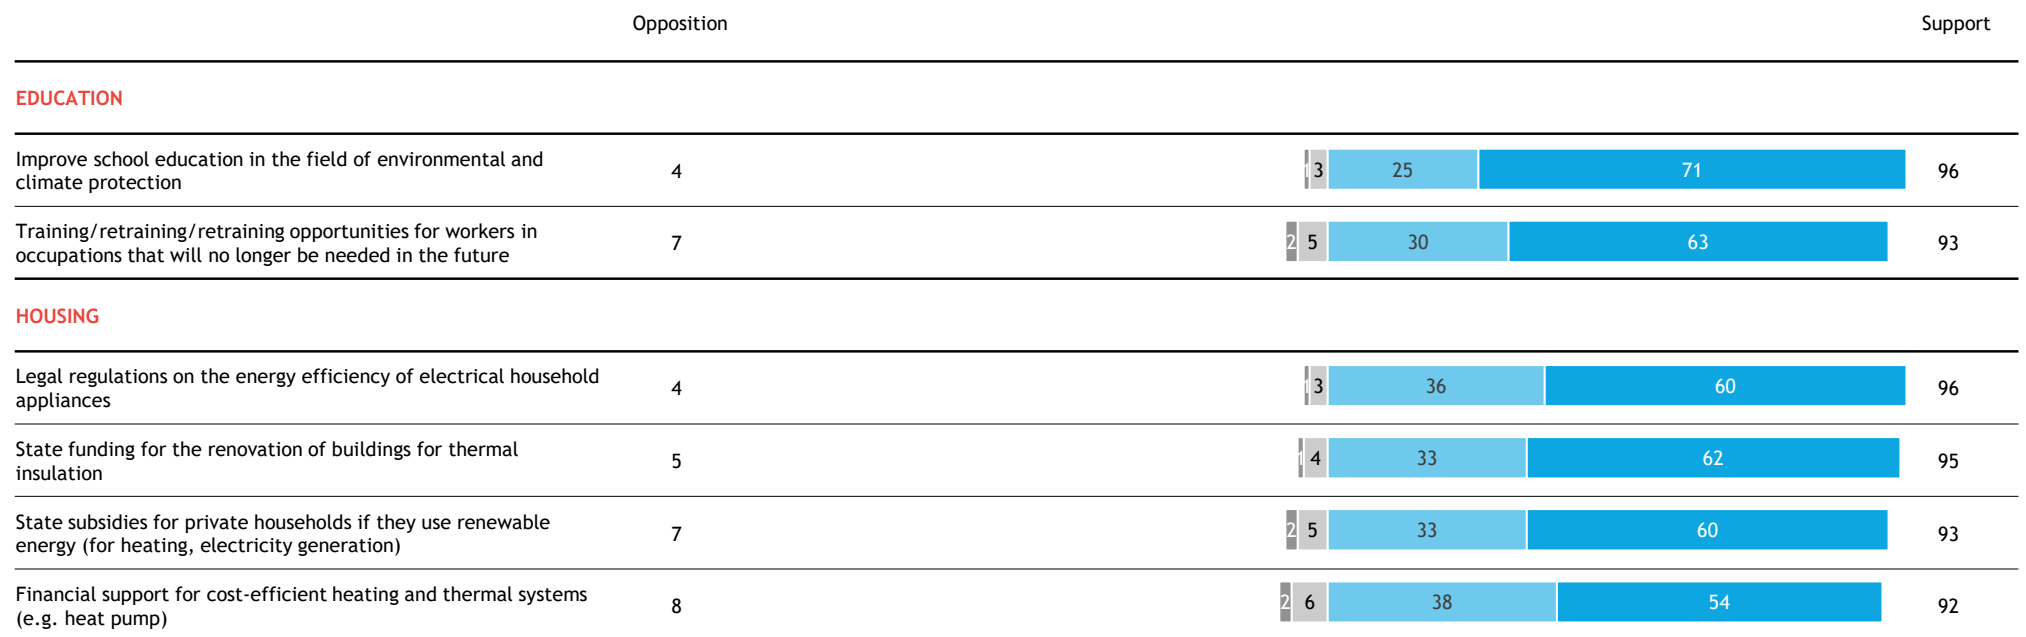 Opposition Support
EDUCATION
Improve school education in the field of environmental and
climate protection
4 1 3 25 71 96
Training/retraining/retraining opportunities for workers in
occupations that will no longer be needed in the future
7 2 5 30 63 93
HOUSING
Legal regulations on the energy efficiency of electrical household
appliances
4 1 3 36 60 96
State funding for the renovation of buildings for thermal
insulation
5 1 4 33 62 95
State subsidies for private households if they use renewable
energy (for heating, electricity generation)
7 2 5 33 60 93
Financial support for cost-efficient heating and thermal systems
(e.g. heat pump)
8 2 6 38 54 92